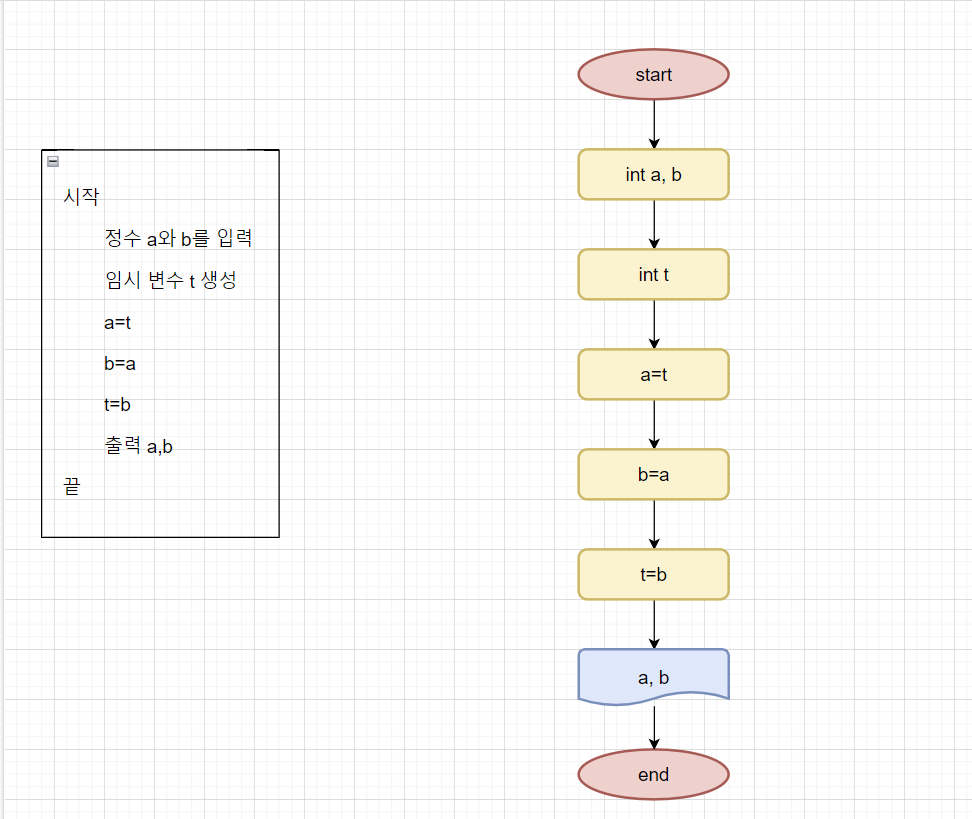 시작
정수 a와 b를 입력
임시 변수 t 생성
a=t
b=a
t=b
출력 a,b
끝
start
int a, b
int t
a=t
b=a
t=b
a, b
end